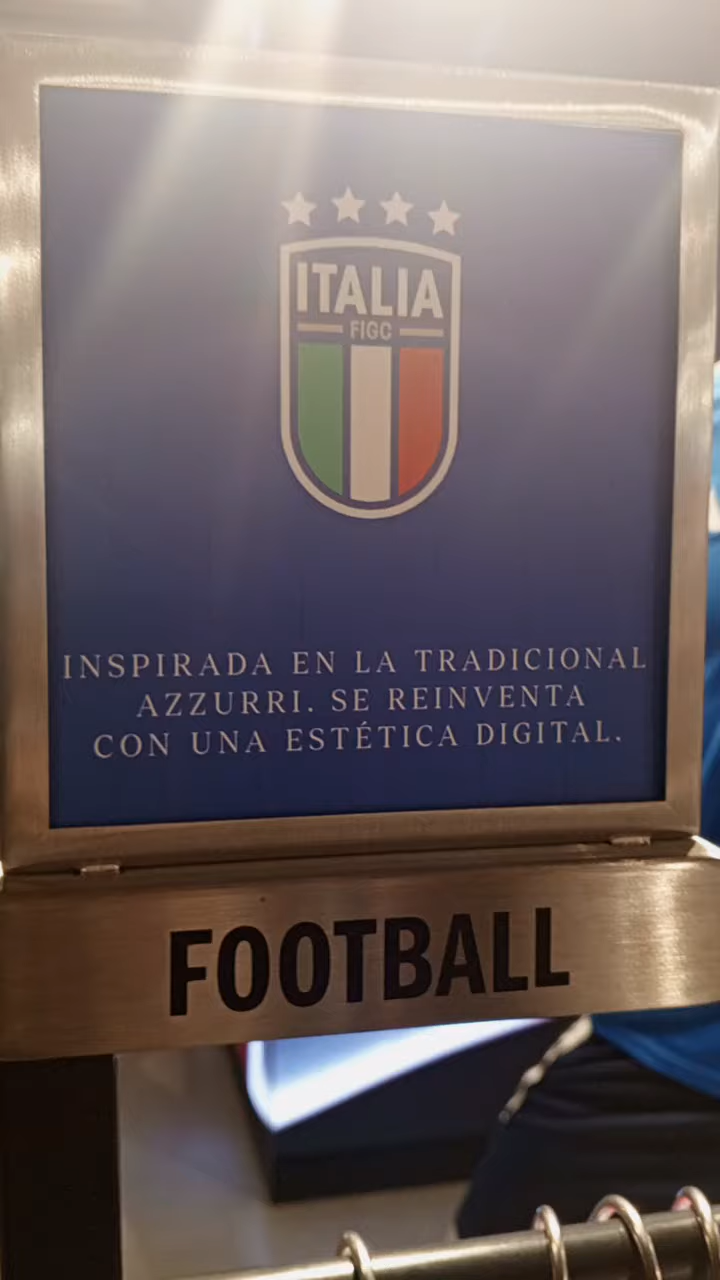 ITALIA
FIGC
INSPIRADA EN LA TRADICIONAL
AZZURRI. SE REINVENTA
CON UNA ESTÉTICA DIGITAL.
FOOTBALL